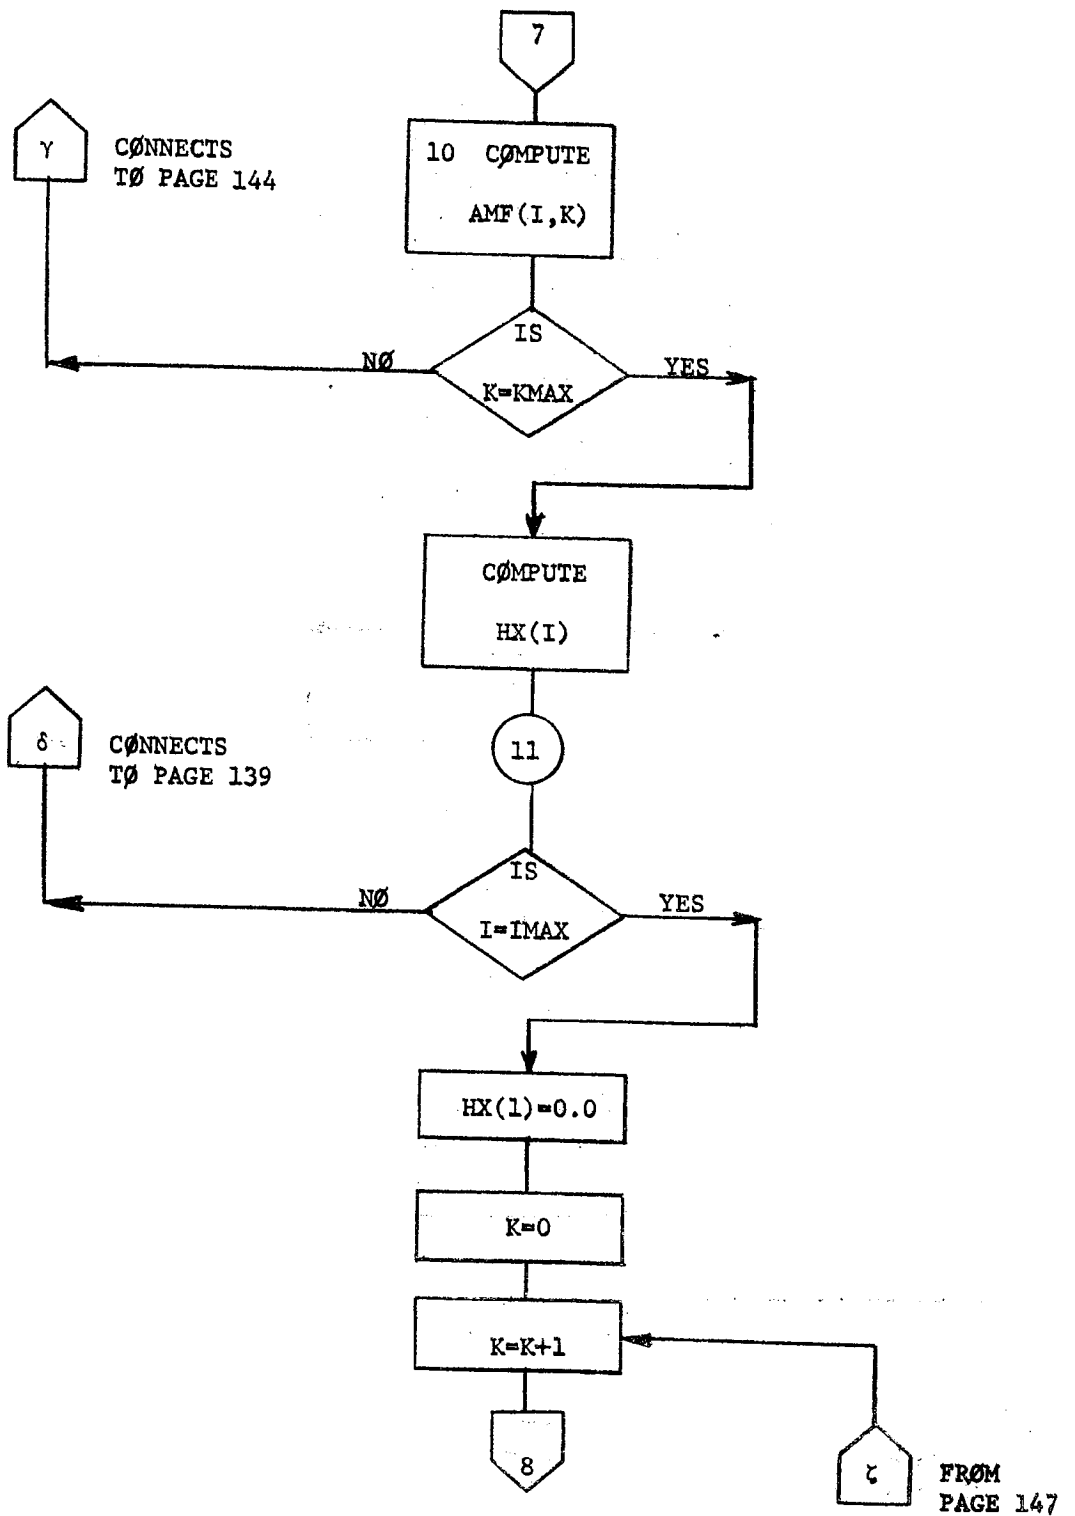 7
γ
CØNNECTS
TØ PAGE 144
10 CØMPUTE
AMF(I,K)
IS
K=KMAX
NØ
YES
CØMPUTE
HX(I)
11
δ
CØNNECTS
TØ PAGE 139
IS
I=IMAX
NØ
YES
HX(1)=0.0
K=0
K=K+1
8
ζ
FRØM
PAGE 147